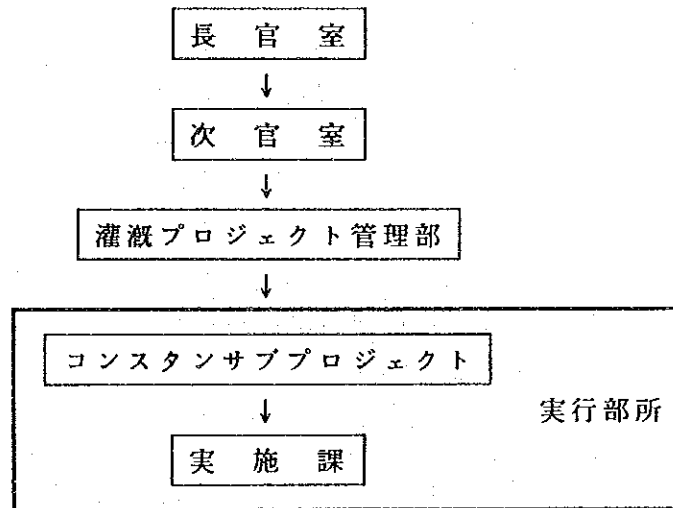 長官室
↓
次官室
↓
灌漑プロジェクト管理部
↓
コンスタンサブプロジェクト
実行部所
↓
実施課